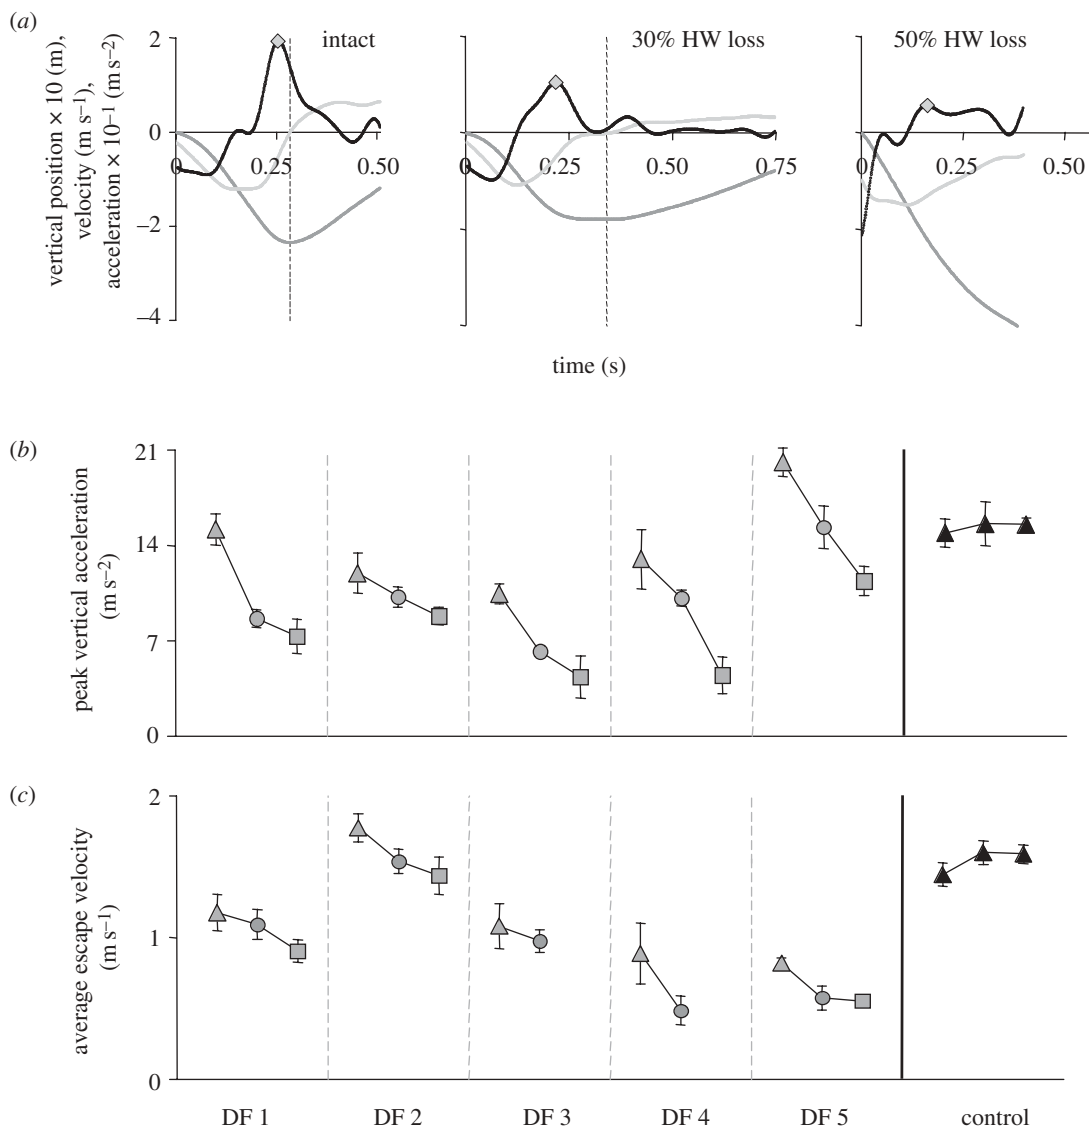 (a)
vertical position × 10 (m),
velocity (m s–1),
acceleration × 10–1 (m s–2)
intact
30% HW loss
50% HW loss
2
0
–2
–4
0 0.25 0.50
0 0.25 0.50 0.75
0 0.25 0.50
time (s)
(b)
peak vertical acceleration
(m s–2)
21
14
7
0
(c)
average escape velocity
(m s–1)
2
1
0
DF 1 DF 2 DF 3 DF 4 DF 5 control